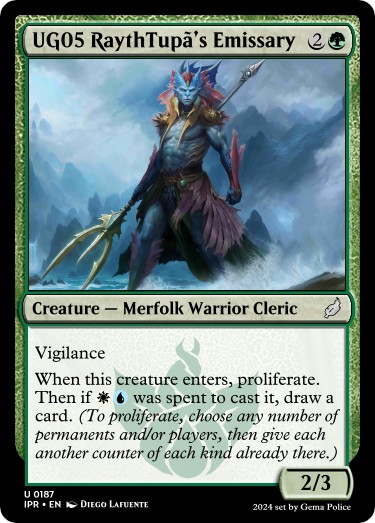 UG05 RaythTupã's Emissary 2
Creature — Merfolk Warrior Cleric
Vigilance
When this creature enters, proliferate.
Then if was spent to cast it, draw a
card. (To proliferate, choose any number of
permanents and/or players, then give each
another counter of each kind already there.)
2/3
U 0187
IPR • EN Diego Lafuente
2024 set by Gema Police